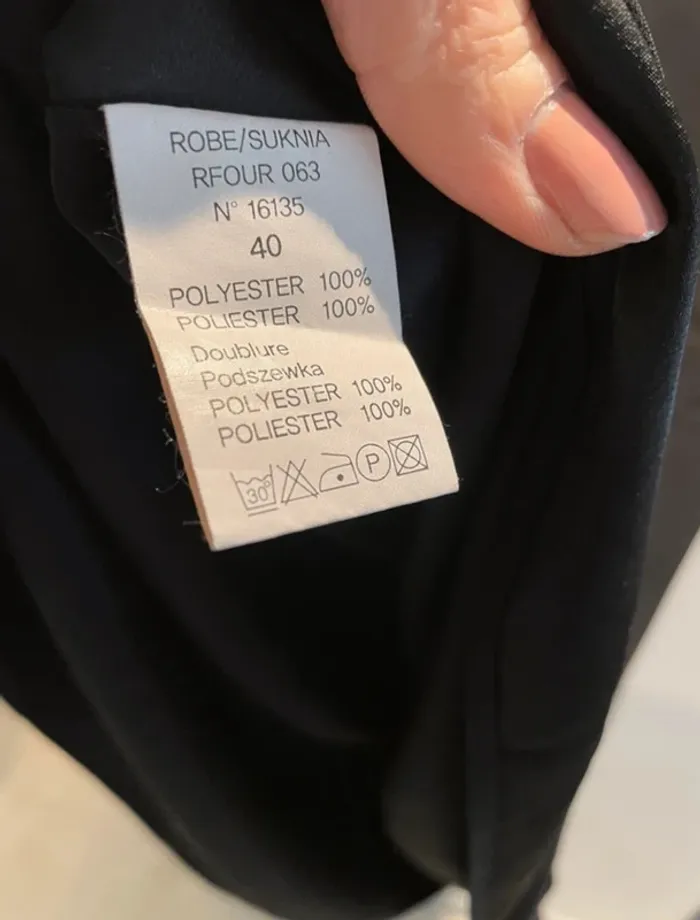 ROBE/SUKNIA
RFOUR 063
N° 16135
40
POLYESTER 100%
POLIESTER 100%
Doublure
Podszewka
POLYESTER 100%
POLIESTER 100%
30° P